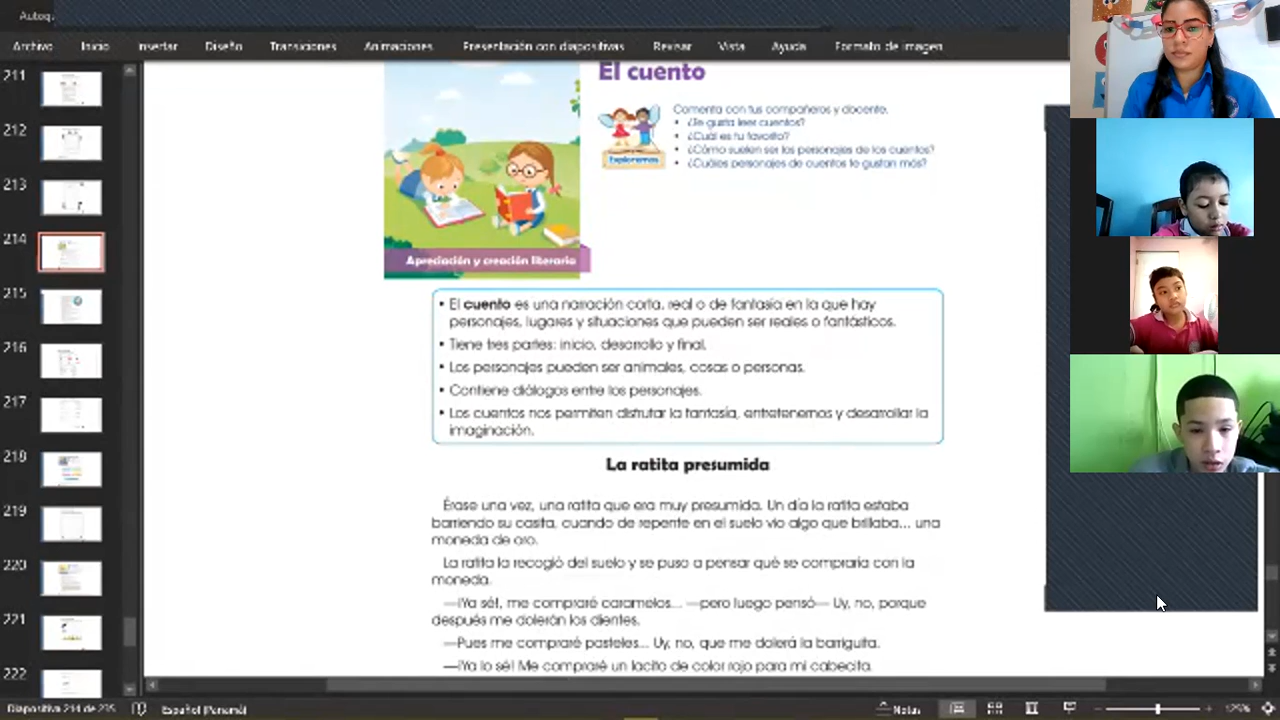 Autog
Archivo Inicio Insertar Diseño Transiciones Animaciones Presentación con diapositivas Revisar Vista Ayuda Formato de imagen
211
212
213
214
215
216
217
218
219
220
221
222
El cuento
Exploremos
Comenta con tus compañeros y docente.
• ¿Te gusta leer cuentos?
• ¿Cuál es tu favorito?
• ¿Cómo suelen ser los personajes de los cuentos?
• ¿Cuáles personajes de cuentos te gustan más?
Apreciación y creación literaria
• El cuento es una narración corta, real o de fantasía en la que hay
personajes, lugares y situaciones que pueden ser reales o fantásticos.
• Tiene tres partes: inicio, desarrollo y final.
• Los personajes pueden ser animales, cosas o personas.
• Contiene diálogos entre los personajes.
• Los cuentos nos permiten disfrutar la fantasía, entretenernos y desarrollar la
imaginación.
La ratita presumida
Érase una vez, una ratita que era muy presumida. Un día la ratita estaba
barriendo su casita, cuando de repente en el suelo vio algo que brillaba... una
moneda de oro.
La ratita la recogió del suelo y se puso a pensar qué se compraría con la
moneda.
—¡Ya sé!, me compraré caramelos... —pero luego pensó— Uy, no, porque
después me dolerán los dientes.
—Pues me compraré pasteles... Uy, no, que me dolerá la barriguita.
—¡Ya lo sé! Me compraré un lacito de color rojo para mi cabecita.
Diapositiva 214 de 235 Español (Panamá) Notas 125%